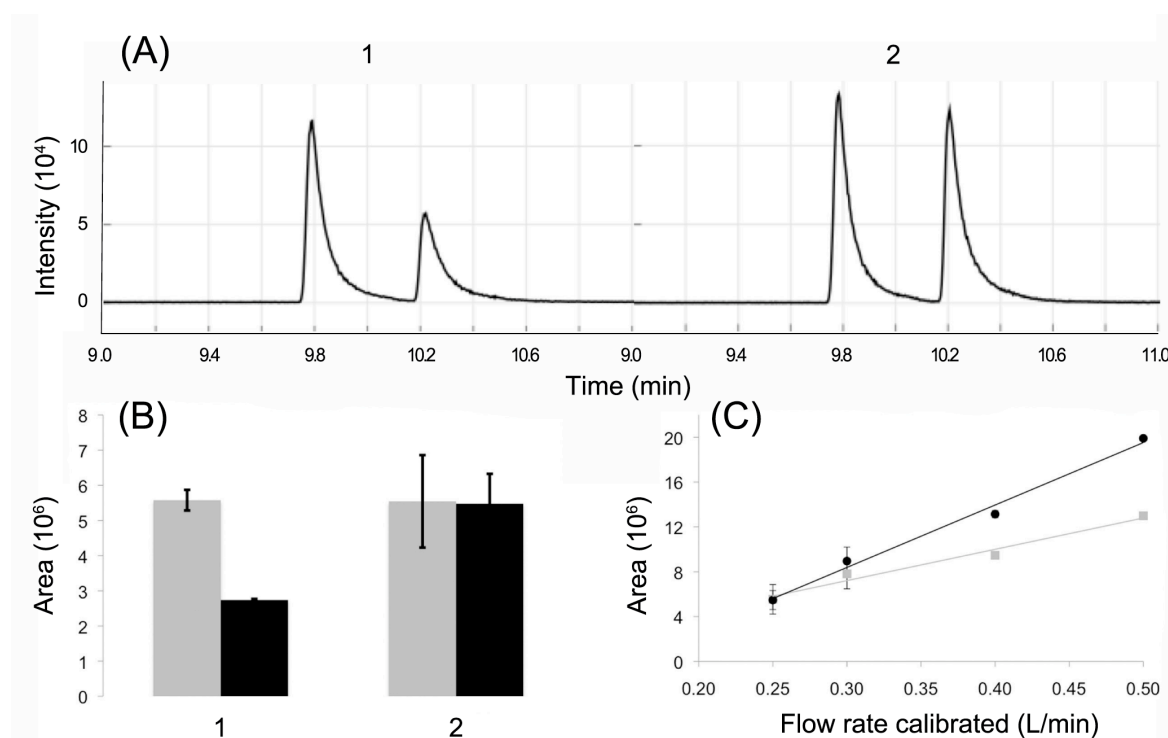 (A)
1 2
Intensity (10⁴)
10
5
0
9.0 9.4 9.8 10.2 10.6 9.0 9.4 9.8 10.2 10.6 11.0
Time (min)
(B)
Area (10⁶)
8
7
6
5
4
3
2
1
0
1 2
(C)
Area (10⁶)
20
16
12
8
4
0
0.20 0.25 0.30 0.35 0.40 0.45 0.50
Flow rate calibrated (L/min)